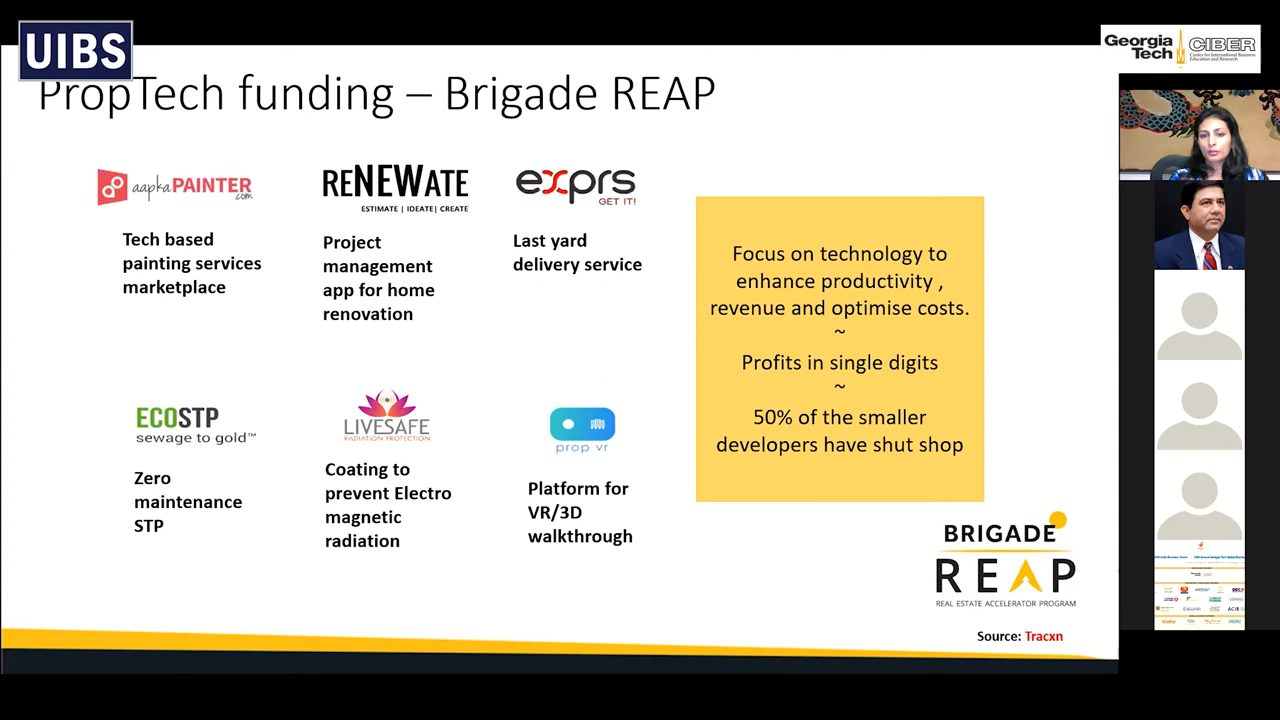 UIBS
Georgia Tech
CIBER
Center for International Business
Education and Research
PropTech funding – Brigade REAP
aapkaPAINTER
.com
Tech based
painting services
marketplace
RENEWATE
ESTIMATE | IDEATE| CREATE
Project
management
app for home
renovation
exprs
GET IT!
Last yard
delivery service
ECOSTP
sewage to gold™
Zero
maintenance
STP
LIVESAFE
RADIATION PROTECTION
Coating to
prevent Electro
magnetic
radiation
prop vr
Platform for
VR/3D
walkthrough
Focus on technology to
enhance productivity ,
revenue and optimise costs.
~
Profits in single digits
~
50% of the smaller
developers have shut shop
BRIGADE
REAP
REAL ESTATE ACCELERATOR PROGRAM
Source: Tracxn